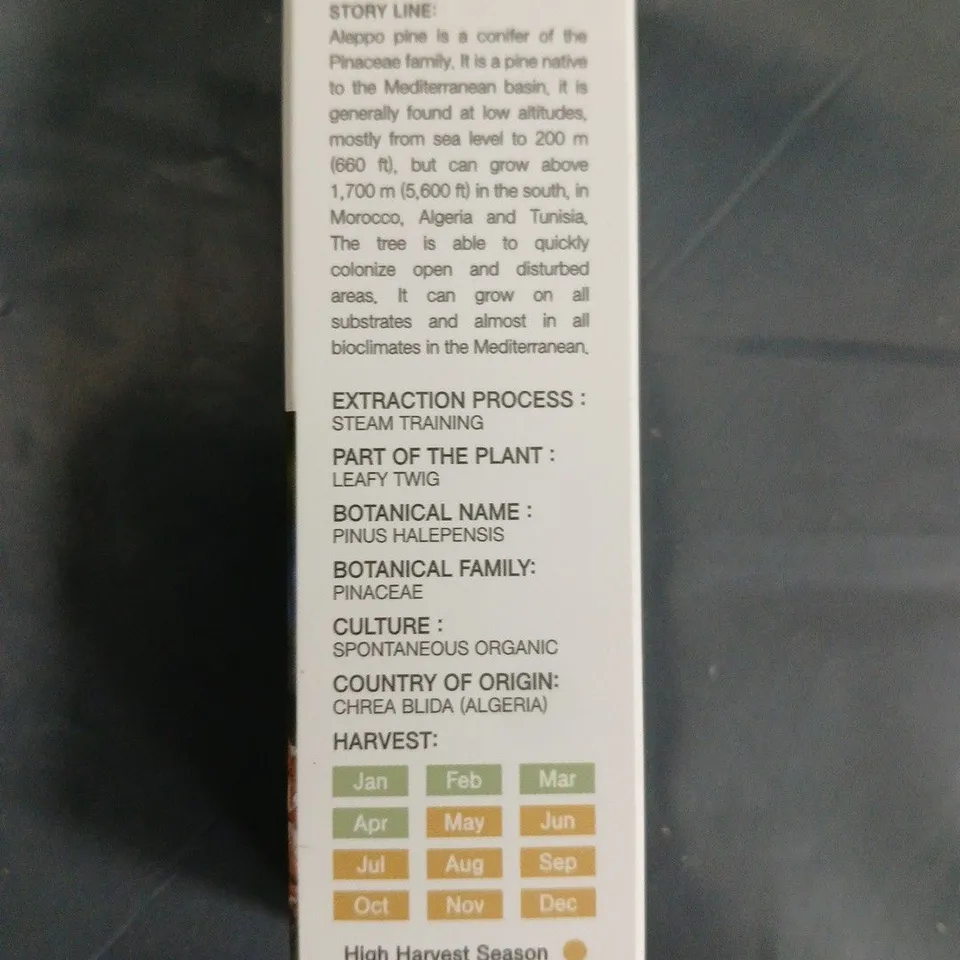 STORY LINE:
Aleppo pine is a conifer of the
Pinaceae family. It is a pine native
to the Mediterranean basin, it is
generally found at low altitudes,
mostly from sea level to 200 m
(660 ft), but can grow above
1,700 m (5,600 ft) in the south, in
Morocco, Algeria and Tunisia.
The tree is able to quickly
colonize open and disturbed
areas. It can grow on all
substrates and almost in all
bioclimates in the Mediterranean.
EXTRACTION PROCESS :
STEAM TRAINING
PART OF THE PLANT :
LEAFY TWIG
BOTANICAL NAME :
PINUS HALEPENSIS
BOTANICAL FAMILY:
PINACEAE
CULTURE :
SPONTANEOUS ORGANIC
COUNTRY OF ORIGIN:
CHREA BLIDA (ALGERIA)
HARVEST:
Jan Feb Mar
Apr May Jun
Jul Aug Sep
Oct Nov Dec
High Harvest Season